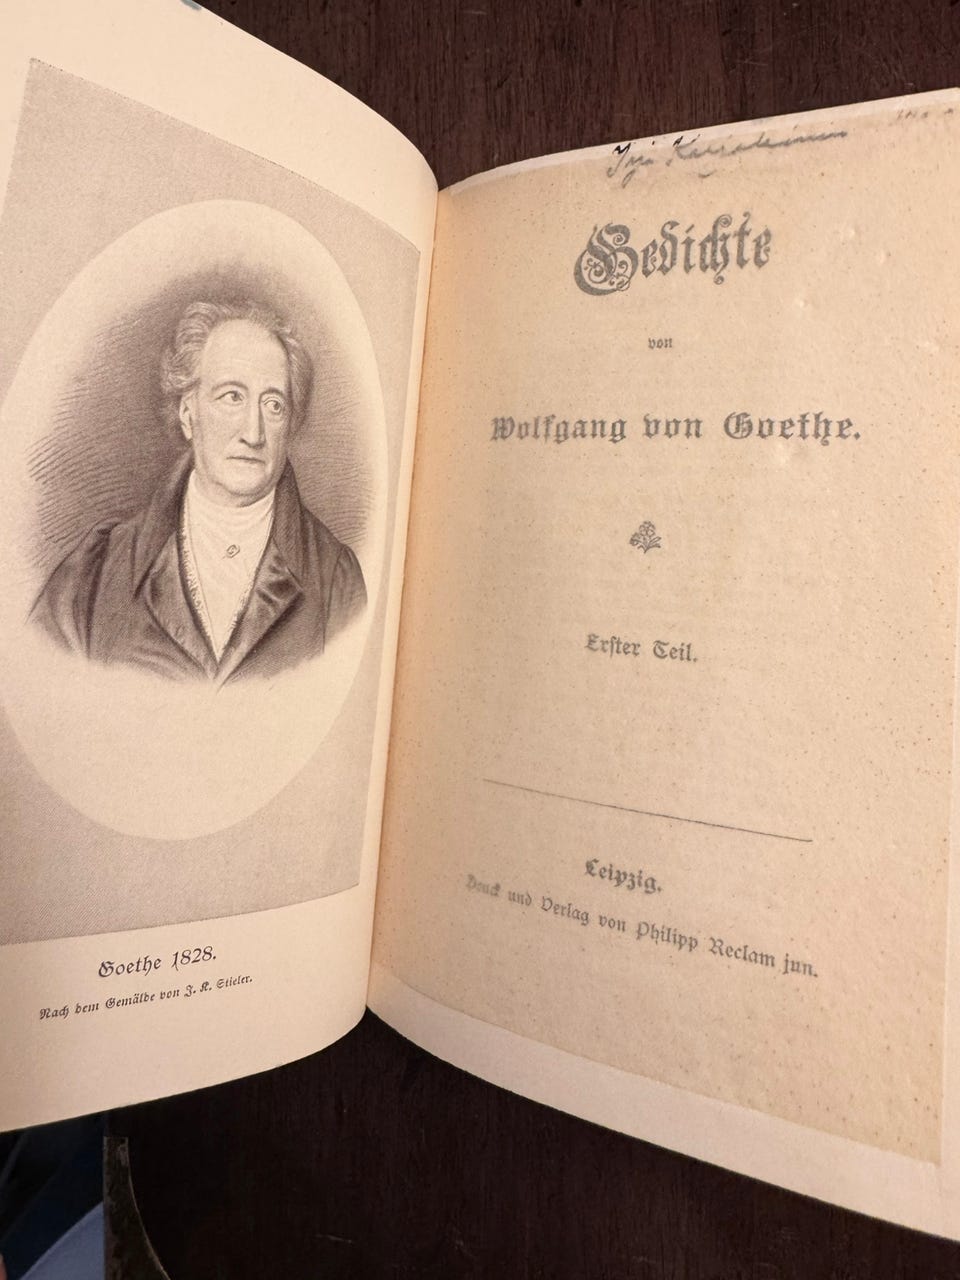 Goethe 1828.
Nach dem Gemälde von J. K. Stieler.
Gedichte
von
Wolfgang von Goethe.
Erster Teil.
Leipzig.
Druck und Verlag von Philipp Reclam jun.